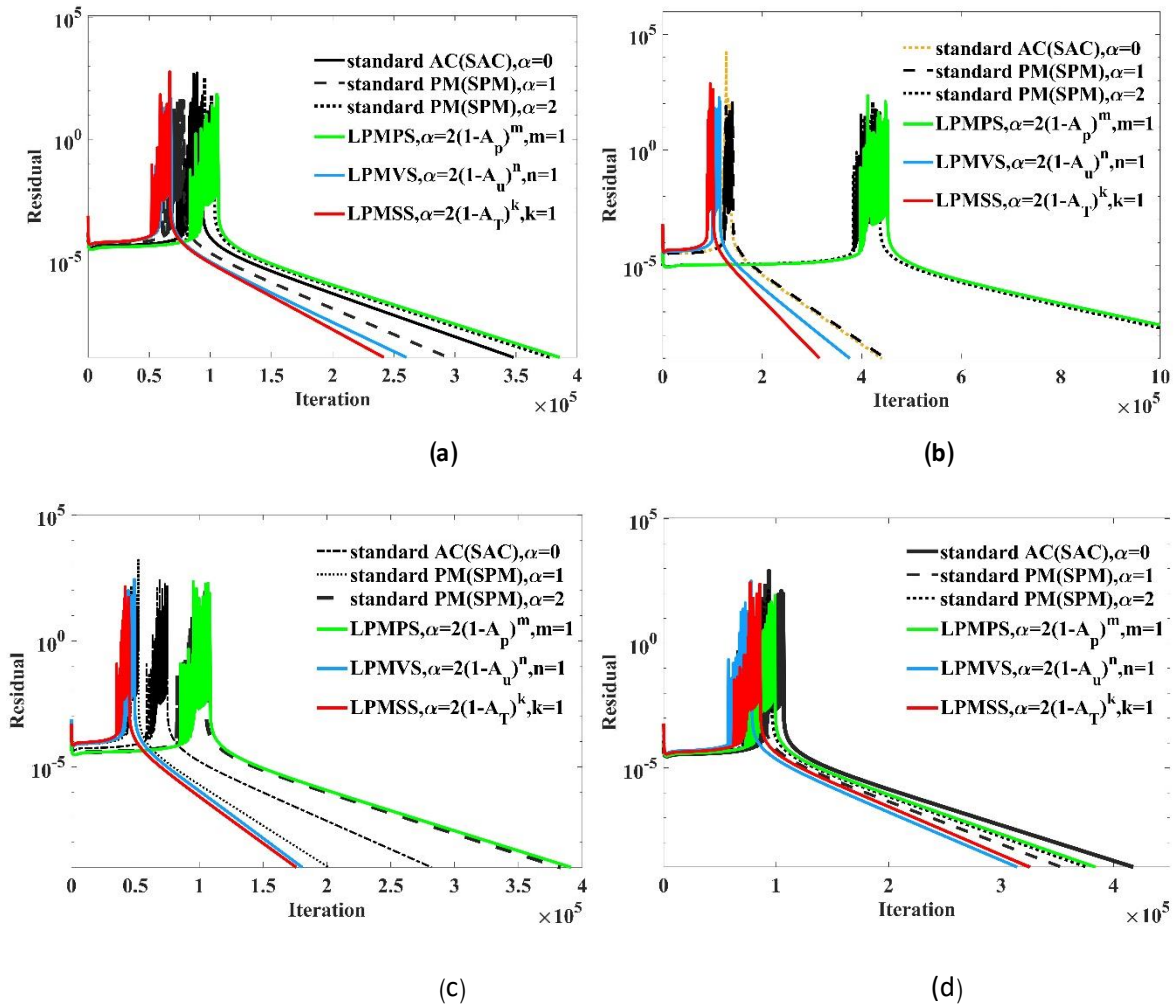 10^5
10^0
10^-5
Residual
standard AC(SAC),α=0
standard PM(SPM),α=1
standard PM(SPM),α=2
LPMPS,α=2(1-A_p)^m,m=1
LPMVS,α=2(1-A_u)^n,n=1
LPMSS,α=2(1-A_T)^k,k=1
0 0.5 1 1.5 2 2.5 3 3.5 4
Iteration
×10^5
(a)
10^5
10^0
10^-5
Residual
standard AC(SAC),α=0
standard PM(SPM),α=1
standard PM(SPM),α=2
LPMPS,α=2(1-A_p)^m,m=1
LPMVS,α=2(1-A_u)^n,n=1
LPMSS,α=2(1-A_T)^k,k=1
0 2 4 6 8 10
Iteration
×10^5
(b)
10^5
10^0
10^-5
Residual
standard AC(SAC),α=0
standard PM(SPM),α=1
standard PM(SPM),α=2
LPMPS,α=2(1-A_p)^m,m=1
LPMVS,α=2(1-A_u)^n,n=1
LPMSS,α=2(1-A_T)^k,k=1
0 0.5 1 1.5 2 2.5 3 3.5 4
Iteration
×10^5
(c)
10^5
10^0
10^-5
Residual
standard AC(SAC),α=0
standard PM(SPM),α=1
standard PM(SPM),α=2
LPMPS,α=2(1-A_p)^m,m=1
LPMVS,α=2(1-A_u)^n,n=1
LPMSS,α=2(1-A_T)^k,k=1
0 1 2 3 4
Iteration
×10^5
(d)